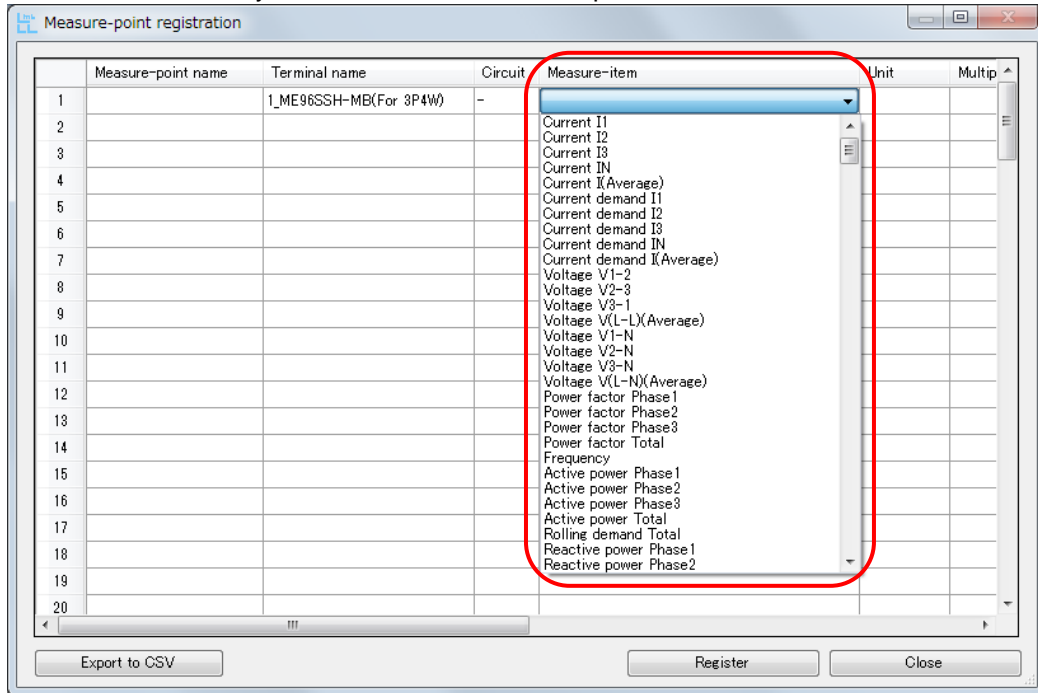 Measure-point registration
Measure-point name Terminal name Circuit Measure-item Unit Multip
1 1_ME96SSH-MB(For 3P4W) -
Current I1
2 Current I2
Current I3
3 Current IN
4 Current I(Average)
Current demand I1
5 Current demand I2
Current demand I3
6 Current demand IN
7 Current demand I(Average)
Voltage V1-2
8 Voltage V2-3
Voltage V3-1
9 Voltage V(L-L)(Average)
10 Voltage V1-N
Voltage V2-N
11 Voltage V3-N
Voltage V(L-N)(Average)
12 Power factor Phase1
Power factor Phase2
13 Power factor Phase3
14 Power factor Total
Frequency
15 Active power Phase1
Active power Phase2
16 Active power Phase3
17 Active power Total
Rolling demand Total
18 Reactive power Phase1
Reactive power Phase2
19
20
Export to CSV Register Close